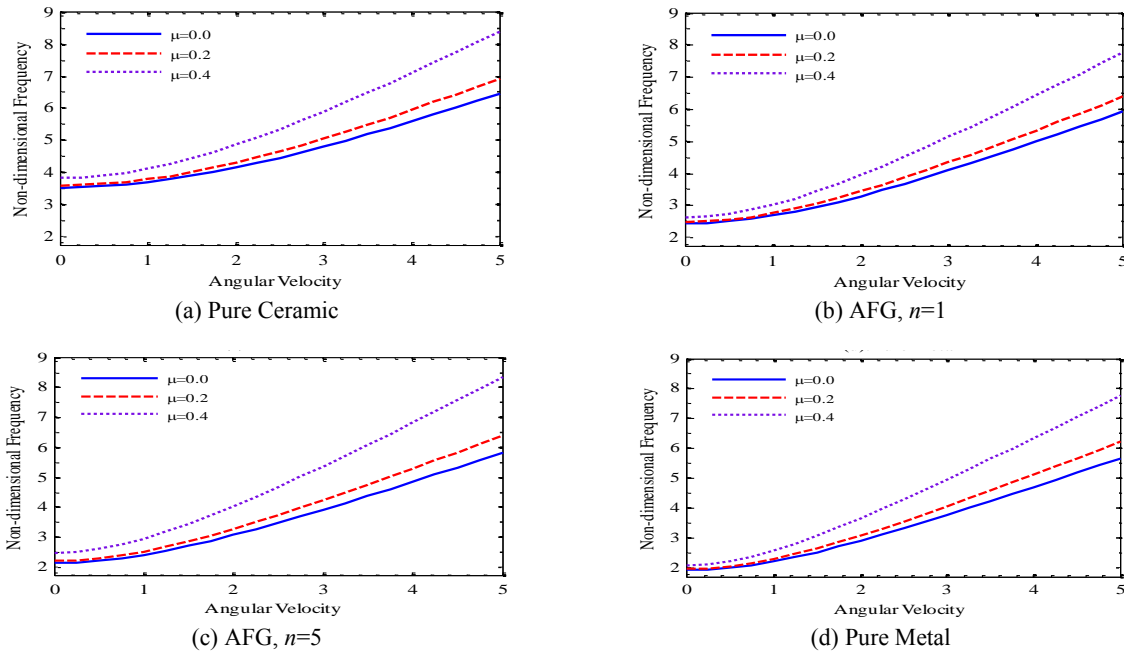 9
8
7
6
5
4
3
2
Non-dimensional Frequency
μ=0.0
μ=0.2
μ=0.4
0 1 2 3 4 5
Angular Velocity
(a) Pure Ceramic
9
8
7
6
5
4
3
2
Non-dimensional Frequency
μ=0.0
μ=0.2
μ=0.4
0 1 2 3 4 5
Angular Velocity
(b) AFG, n=1
9
8
7
6
5
4
3
2
Non-dimensional Frequency
μ=0.0
μ=0.2
μ=0.4
0 1 2 3 4 5
Angular Velocity
(c) AFG, n=5
9
8
7
6
5
4
3
2
Non-dimensional Frequency
μ=0.0
μ=0.2
μ=0.4
0 1 2 3 4 5
Angular Velocity
(d) Pure Metal